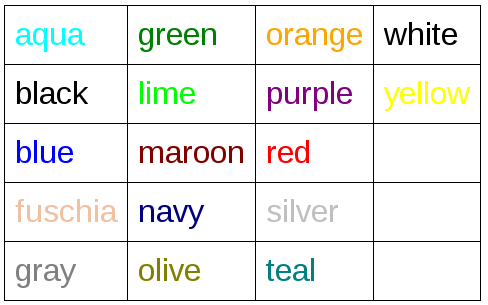 aqua green orange white
black lime purple yellow
blue maroon red
fuschia navy silver
gray olive teal